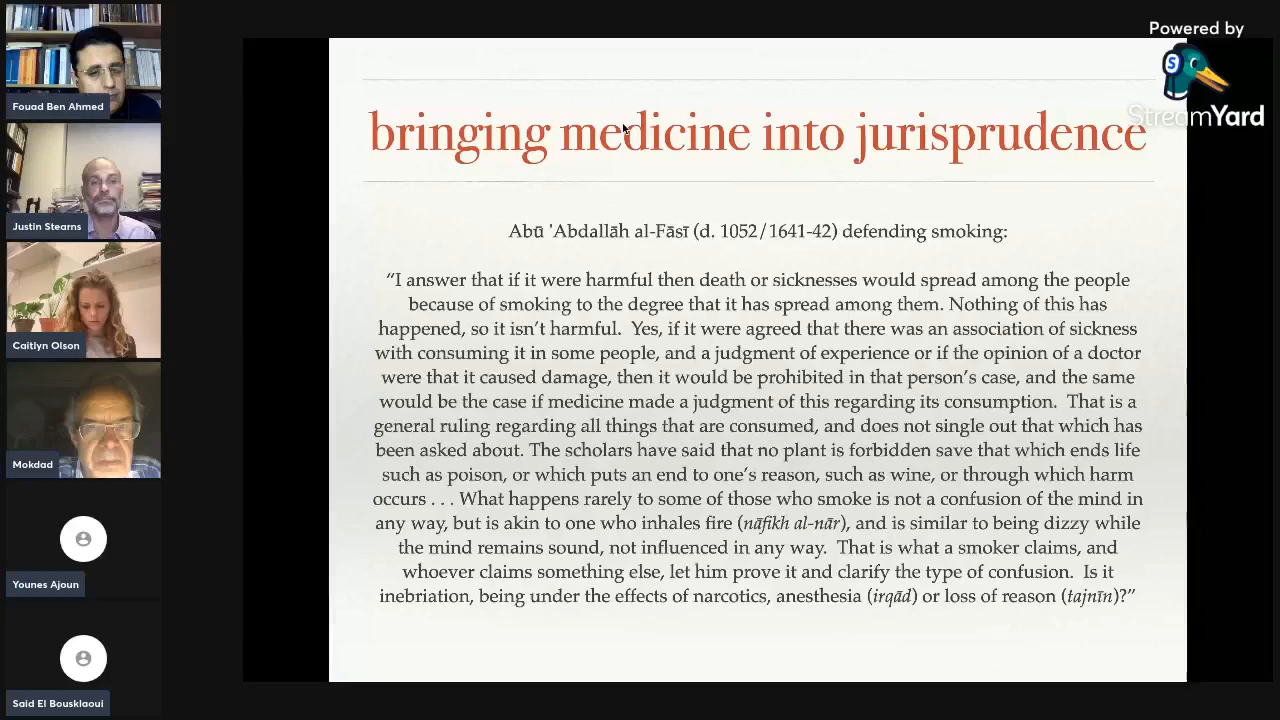 Powered by
StreamYard
Fouad Ben Ahmed
Justin Stearns
Caitlyn Olson
Mokdad
Younes Ajoun
Said El Bousklaoui
bringing medicine into jurisprudence
Abū 'Abdallāh al-Fāsī (d. 1052/1641-42) defending smoking:
“I answer that if it were harmful then death or sicknesses would spread among the people
because of smoking to the degree that it has spread among them. Nothing of this has
happened, so it isn’t harmful. Yes, if it were agreed that there was an association of sickness
with consuming it in some people, and a judgment of experience or if the opinion of a doctor
were that it caused damage, then it would be prohibited in that person’s case, and the same
would be the case if medicine made a judgment of this regarding its consumption. That is a
general ruling regarding all things that are consumed, and does not single out that which has
been asked about. The scholars have said that no plant is forbidden save that which ends life
such as poison, or which puts an end to one’s reason, such as wine, or through which harm
occurs . . . What happens rarely to some of those who smoke is not a confusion of the mind in
any way, but is akin to one who inhales fire (nāfikh al-nār), and is similar to being dizzy while
the mind remains sound, not influenced in any way. That is what a smoker claims, and
whoever claims something else, let him prove it and clarify the type of confusion. Is it
inebriation, being under the effects of narcotics, anesthesia (irqād) or loss of reason (tajnīn)?”